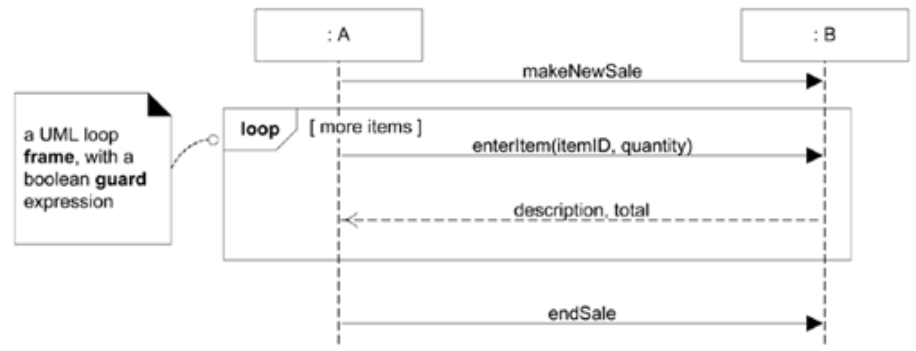 : A
: B
makeNewSale
a UML loop
frame, with a
boolean guard
expression
loop
[ more items ]
enterItem(itemID, quantity)
description, total
endSale